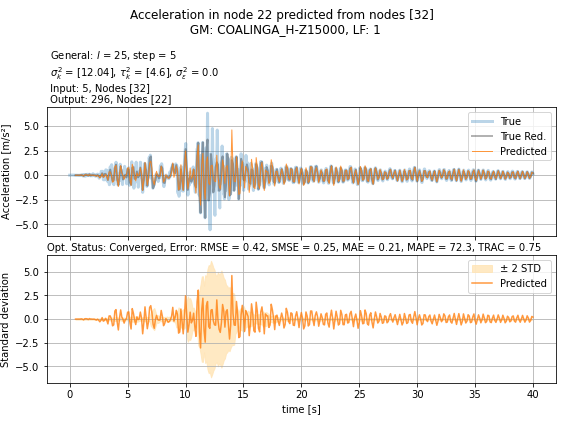 Acceleration in node 22 predicted from nodes [32]
GM: COALINGA_H-Z15000, LF: 1
General: l = 25, step = 5
σ²ₖ = [12.04], τ²ₖ = [4.6], σ²ε = 0.0
Input: 5, Nodes [32]
Output: 296, Nodes [22]
Acceleration [m/s²]
5.0
2.5
0.0
−2.5
−5.0
True
True Red.
Predicted
Opt. Status: Converged, Error: RMSE = 0.42, SMSE = 0.25, MAE = 0.21, MAPE = 72.3, TRAC = 0.75
Standard deviation
5.0
2.5
0.0
−2.5
−5.0
± 2 STD
Predicted
0 5 10 15 20 25 30 35 40
time [s]